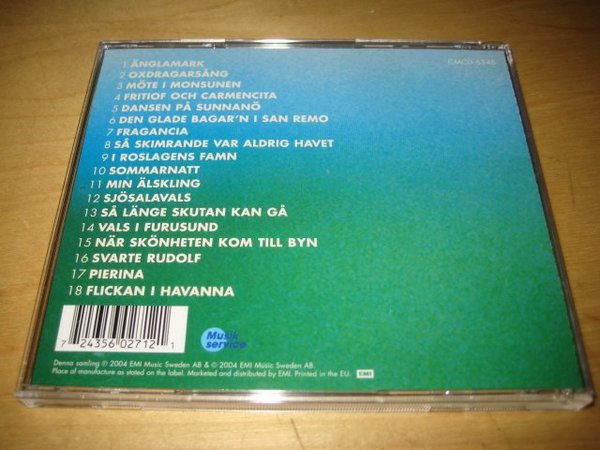 CMCD 6346
1 ÄNGLAMARK
2 OXDRAGARSÅNG
3 MÖTE I MONSUNEN
4 FRITIOF OCH CARMENCITA
5 DANSEN PÅ SUNNANÖ
6 DEN GLADE BAGAR'N I SAN REMO
7 FRAGANCIA
8 SÅ SKIMRANDE VAR ALDRIG HAVET
9 I ROSLAGENS FAMN
10 SOMMARNATT
11 MIN ÄLSKLING
12 SJÖSALAVALS
13 SÅ LÄNGE SKUTAN KAN GÅ
14 VALS I FURUSUND
15 NÄR SKÖNHETEN KOM TILL BYN
16 SVARTE RUDOLF
17 PIERINA
18 FLICKAN I HAVANNA
7 24356 02712 1
Musik
service
Denna samling ℗ 2004 EMI Music Sweden AB & © 2004 EMI Music Sweden AB.
Place of manufacture as stated on the label. Marketed and distributed by EMI. Printed in the EU. EMI